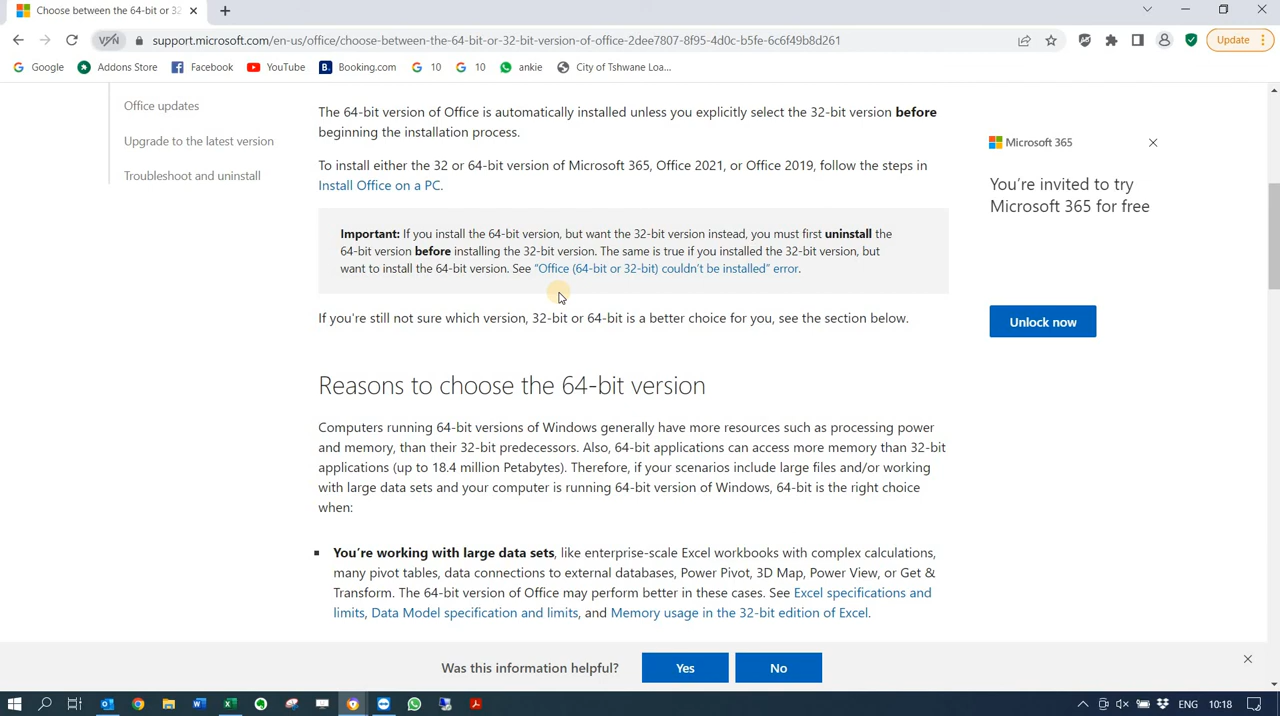 Choose between the 64-bit or 32
VPN
support.microsoft.com/en-us/office/choose-between-the-64-bit-or-32-bit-version-of-office-2dee7807-8f95-4d0c-b5fe-6c6f49b8d261
Update
Google
Addons Store
Facebook
YouTube
Booking.com
10
10
ankie
City of Tshwane Loa...
Office updates
Upgrade to the latest version
Troubleshoot and uninstall
The 64-bit version of Office is automatically installed unless you explicitly select the 32-bit version before
beginning the installation process.
To install either the 32 or 64-bit version of Microsoft 365, Office 2021, or Office 2019, follow the steps in
Install Office on a PC.
Important: If you install the 64-bit version, but want the 32-bit version instead, you must first uninstall the
64-bit version before installing the 32-bit version. The same is true if you installed the 32-bit version, but
want to install the 64-bit version. See “Office (64-bit or 32-bit) couldn’t be installed” error.
If you're still not sure which version, 32-bit or 64-bit is a better choice for you, see the section below.
Reasons to choose the 64-bit version
Computers running 64-bit versions of Windows generally have more resources such as processing power
and memory, than their 32-bit predecessors. Also, 64-bit applications can access more memory than 32-bit
applications (up to 18.4 million Petabytes). Therefore, if your scenarios include large files and/or working
with large data sets and your computer is running 64-bit version of Windows, 64-bit is the right choice
when:
You’re working with large data sets, like enterprise-scale Excel workbooks with complex calculations,
many pivot tables, data connections to external databases, Power Pivot, 3D Map, Power View, or Get &
Transform. The 64-bit version of Office may perform better in these cases. See Excel specifications and
limits, Data Model specification and limits, and Memory usage in the 32-bit edition of Excel.
Microsoft 365
You’re invited to try
Microsoft 365 for free
Unlock now
Was this information helpful?
Yes
No
ENG
10:18